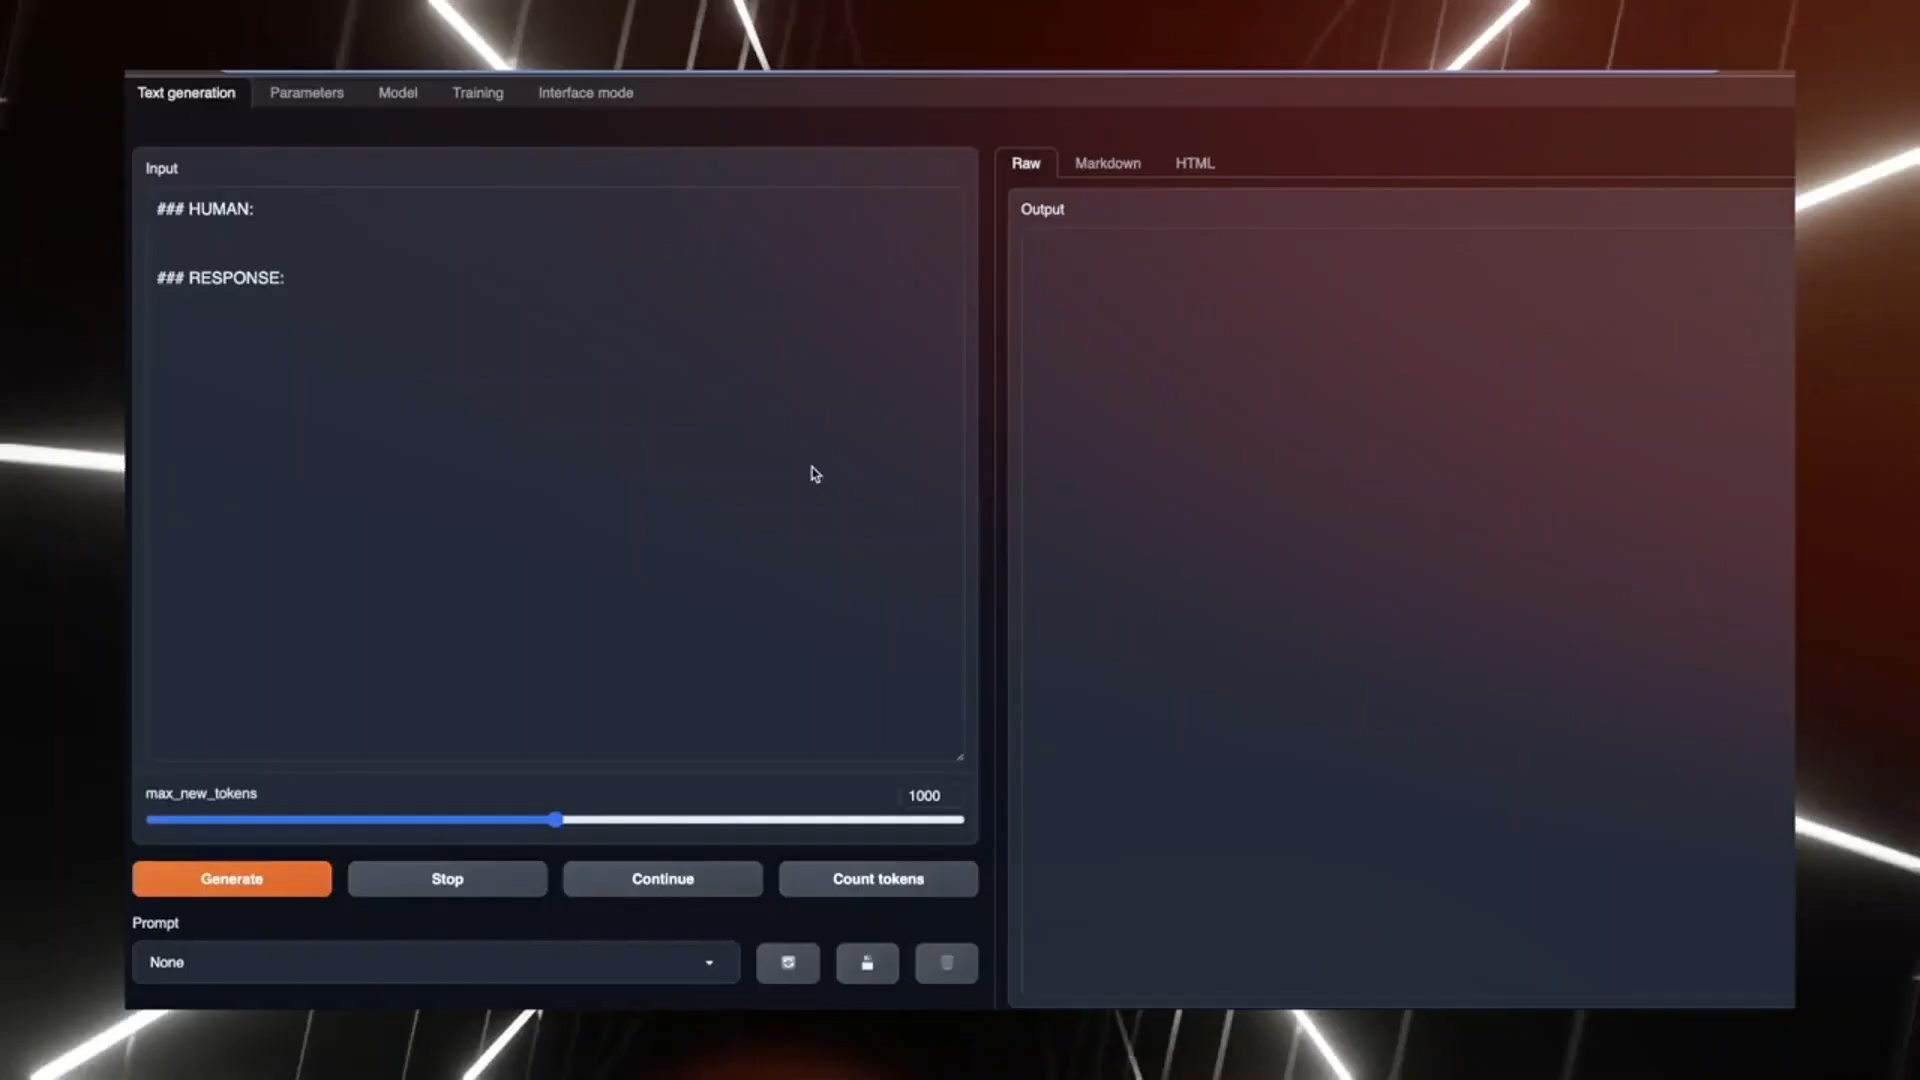 Text generation Parameters Model Training Interface mode
Input
### HUMAN:
### RESPONSE:
max_new_tokens 1000
Generate Stop Continue Count tokens
Prompt
None
Raw Markdown HTML
Output